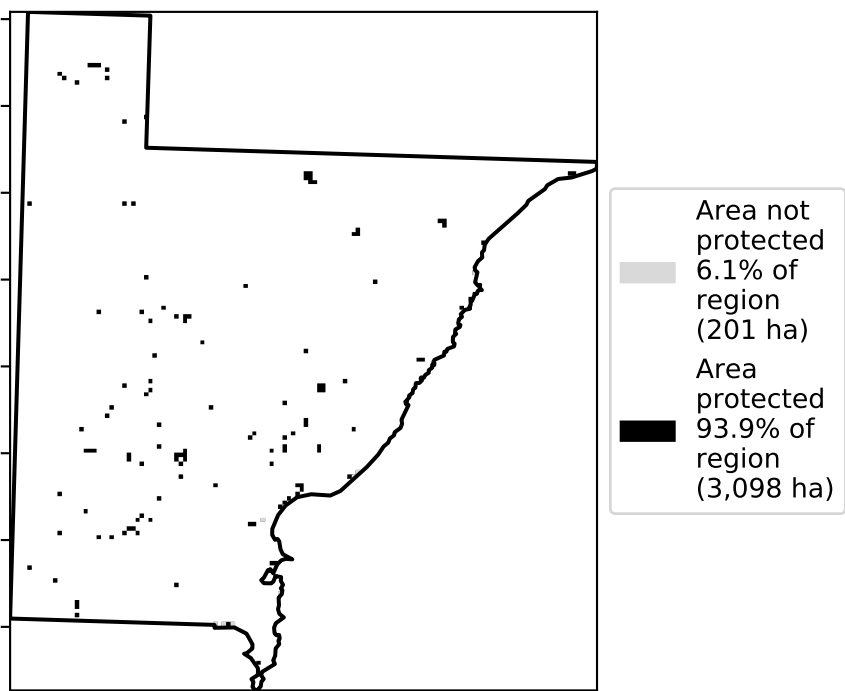 Area not
protected
6.1% of
region
(201 ha)
Area
protected
93.9% of
region
(3,098 ha)